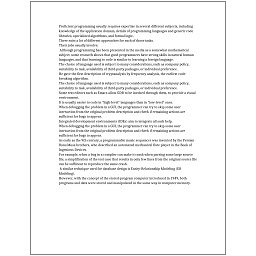 Proficient programming usually requires expertise in several different subjects, including
knowledge of the application domain, details of programming languages and generic code
libraries, specialized algorithms, and formal logic.
There exist a lot of different approaches for each of those tasks.
Their jobs usually involve:
Although programming has been presented in the media as a somewhat mathematical
subject, some research shows that good programmers have strong skills in natural human
languages, and that learning to code is similar to learning a foreign language.
The choice of language used is subject to many considerations, such as company policy,
suitability to task, availability of third-party packages, or individual preference.
He gave the first description of cryptanalysis by frequency analysis, the earliest code-
breaking algorithm.
The choice of language used is subject to many considerations, such as company policy,
suitability to task, availability of third-party packages, or individual preference.
Some text editors such as Emacs allow GDB to be invoked through them, to provide a visual
environment.
It is usually easier to code in "high-level" languages than in "low-level" ones.
When debugging the problem in a GUI, the programmer can try to skip some user
interaction from the original problem description and check if remaining actions are
sufficient for bugs to appear.
Integrated development environments (IDEs) aim to integrate all such help.
When debugging the problem in a GUI, the programmer can try to skip some user
interaction from the original problem description and check if remaining actions are
sufficient for bugs to appear.
As early as the 9th century, a programmable music sequencer was invented by the Persian
Banu Musa brothers, who described an automated mechanical flute player in the Book of
Ingenious Devices.
For example, when a bug in a compiler can make it crash when parsing some large source
file, a simplification of the test case that results in only few lines from the original source file
can be sufficient to reproduce the same crash.
A similar technique used for database design is Entity-Relationship Modeling (ER
Modeling).
However, with the concept of the stored-program computer introduced in 1949, both
programs and data were stored and manipulated in the same way in computer memory.